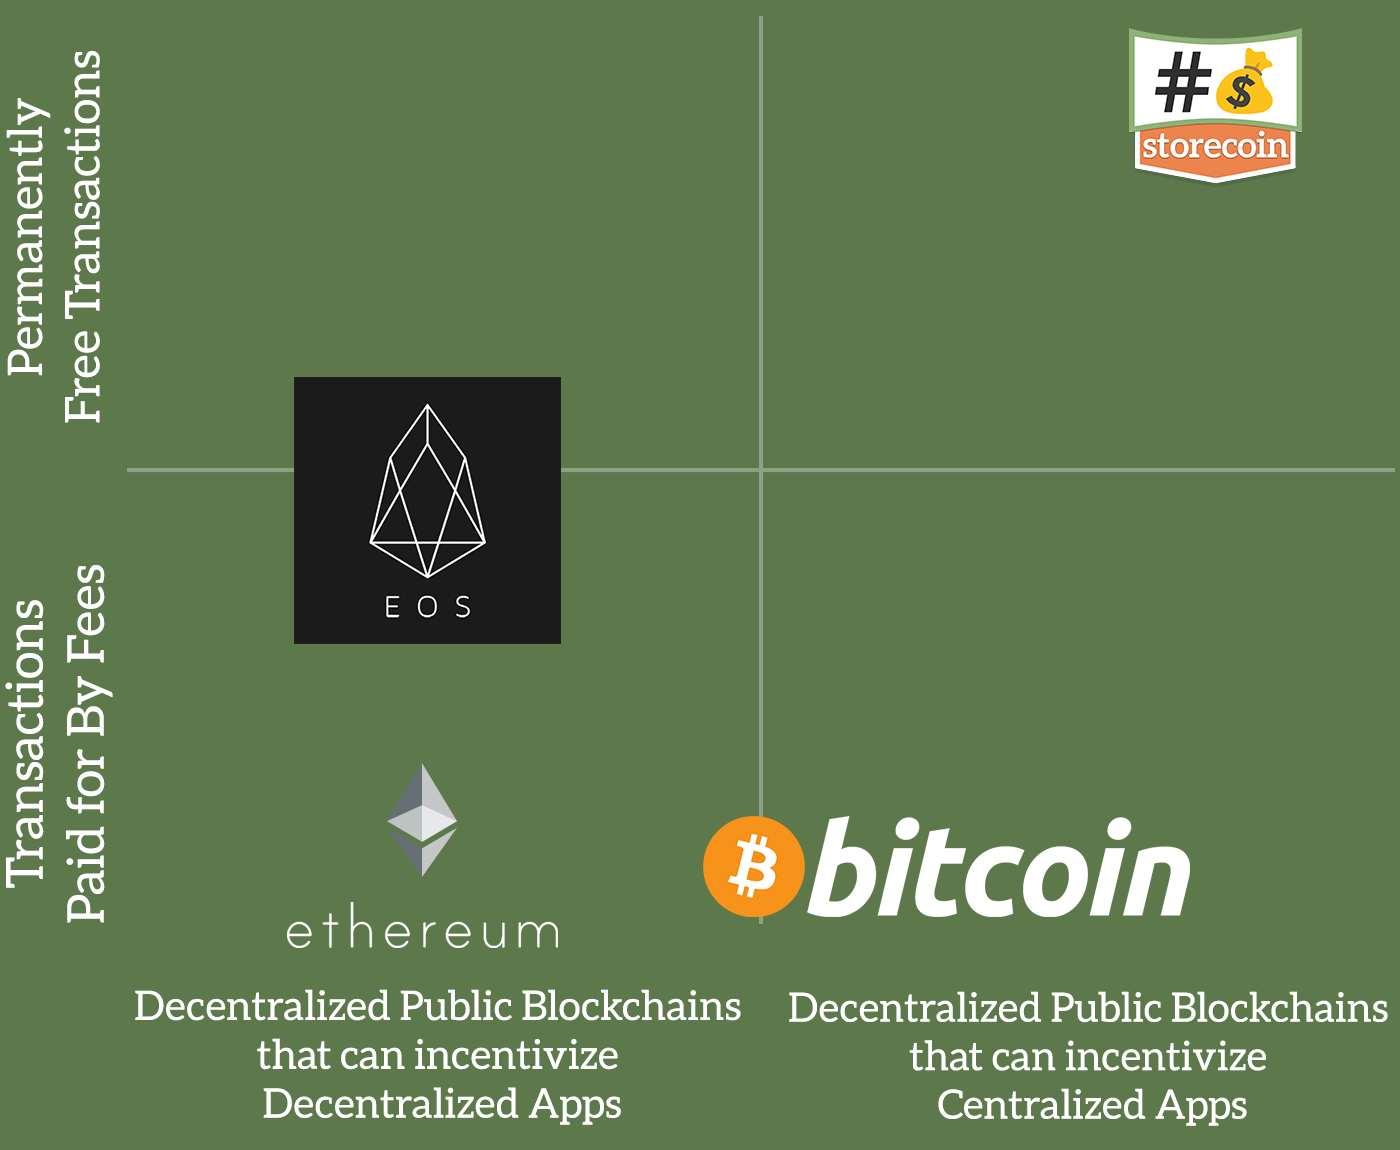 Permanently
Free Transactions
#$
storecoin
EOS
Transactions
Paid for By Fees
ethereum
bitcoin
Decentralized Public Blockchains
that can incentivize
Decentralized Apps
Decentralized Public Blockchains
that can incentivize
Centralized Apps